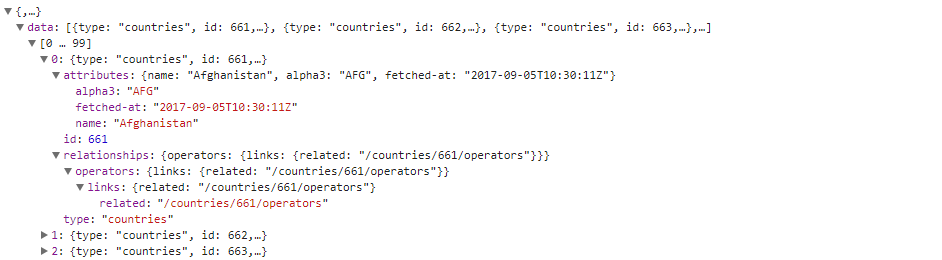 ▼{,…}
▼data: [{type: "countries", id: 661,…}, {type: "countries", id: 662,…}, {type: "countries", id: 663,…},…]
▼[0 … 99]
▼0: {type: "countries", id: 661,…}
▼attributes: {name: "Afghanistan", alpha3: "AFG", fetched-at: "2017-09-05T10:30:11Z"}
alpha3: "AFG"
fetched-at: "2017-09-05T10:30:11Z"
name: "Afghanistan"
id: 661
▼relationships: {operators: {links: {related: "/countries/661/operators"}}}
▼operators: {links: {related: "/countries/661/operators"}}
▼links: {related: "/countries/661/operators"}
related: "/countries/661/operators"
type: "countries"
▶1: {type: "countries", id: 662,…}
▶2: {type: "countries", id: 663,…}